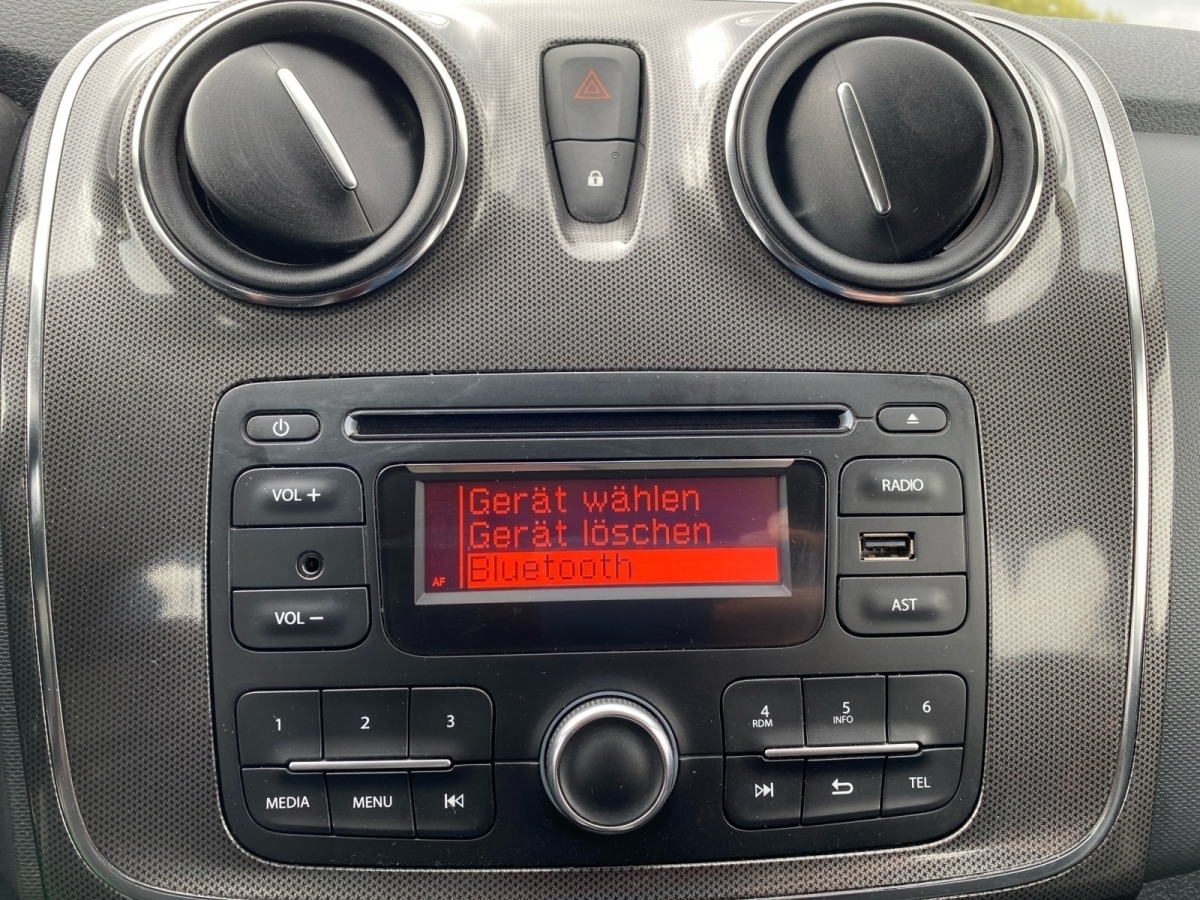 VOL +
VOL −
Gerät wählen
Gerät löschen
Bluetooth
AF
RADIO
AST
1
2
3
MEDIA
MENU
4
RDM
5
INFO
6
TEL